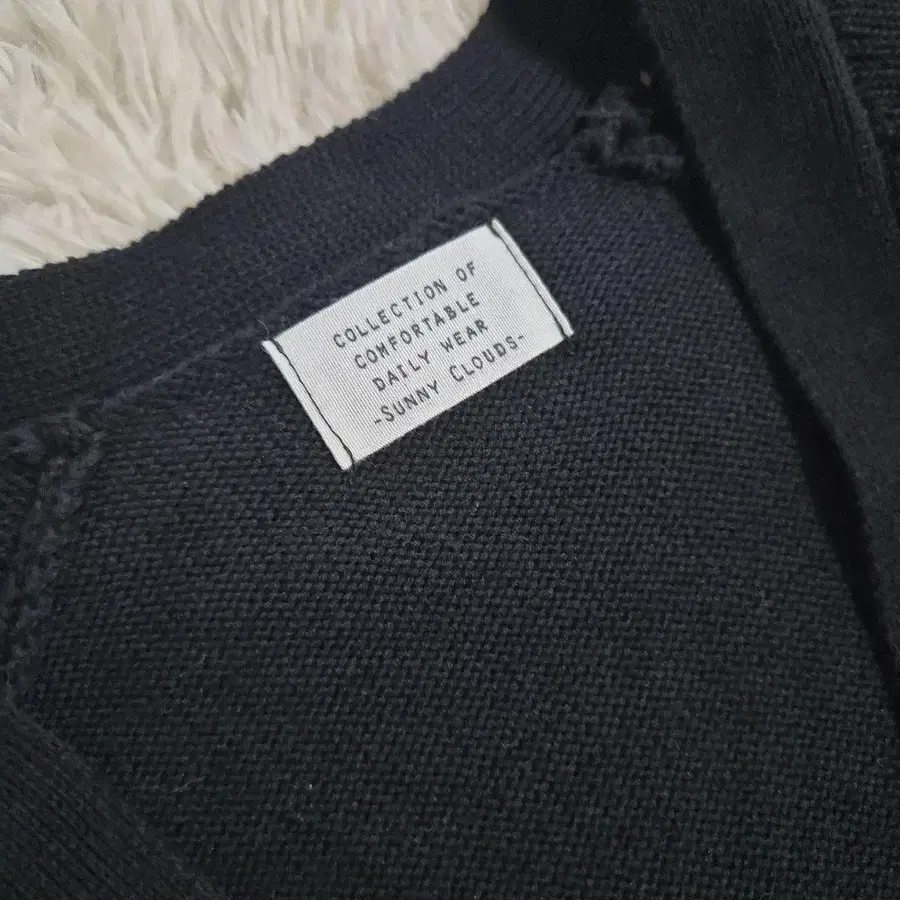 COLLECTION OF
COMFORTABLE
DAILY WEAR
-SUNNY CLOUDS-